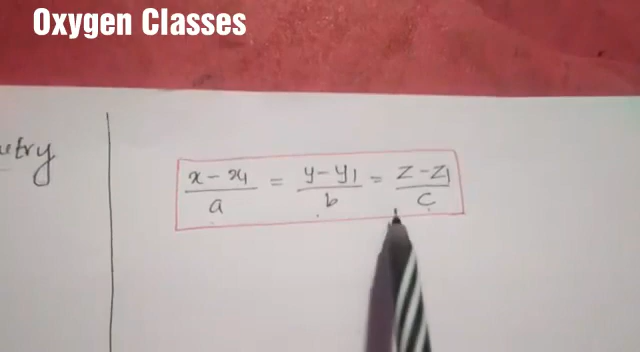 Oxygen Classes
etry
x - x₁ / a = y - y₁ / b = z - z₁ / c